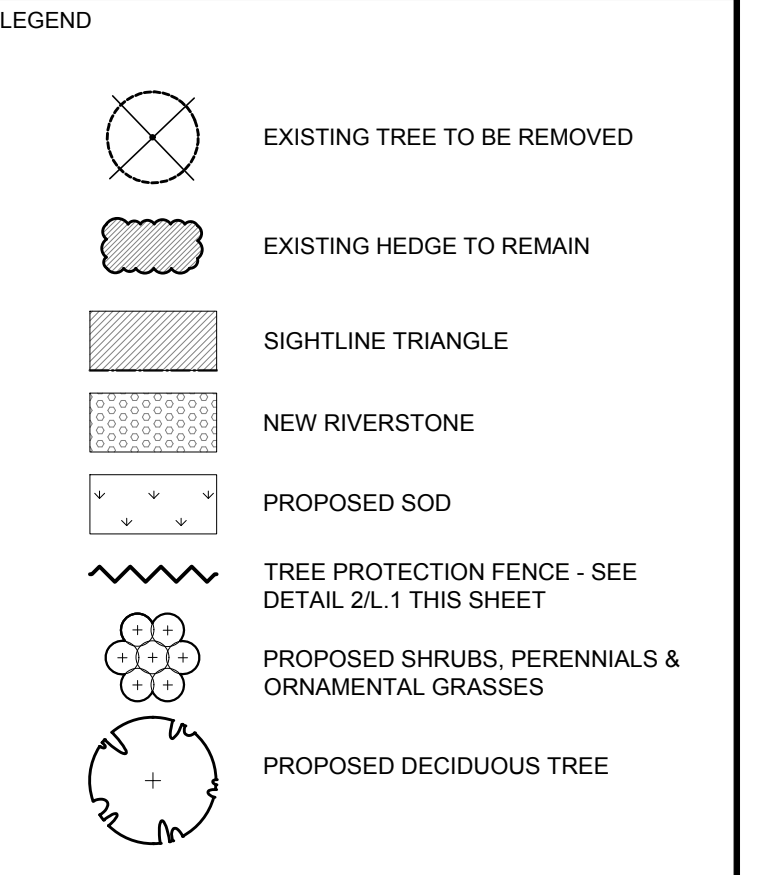 LEGEND
EXISTING TREE TO BE REMOVED
EXISTING HEDGE TO REMAIN
SIGHTLINE TRIANGLE
NEW RIVERSTONE
PROPOSED SOD
TREE PROTECTION FENCE - SEE
DETAIL 2/L.1 THIS SHEET
PROPOSED SHRUBS, PERENNIALS &
ORNAMENTAL GRASSES
PROPOSED DECIDUOUS TREE